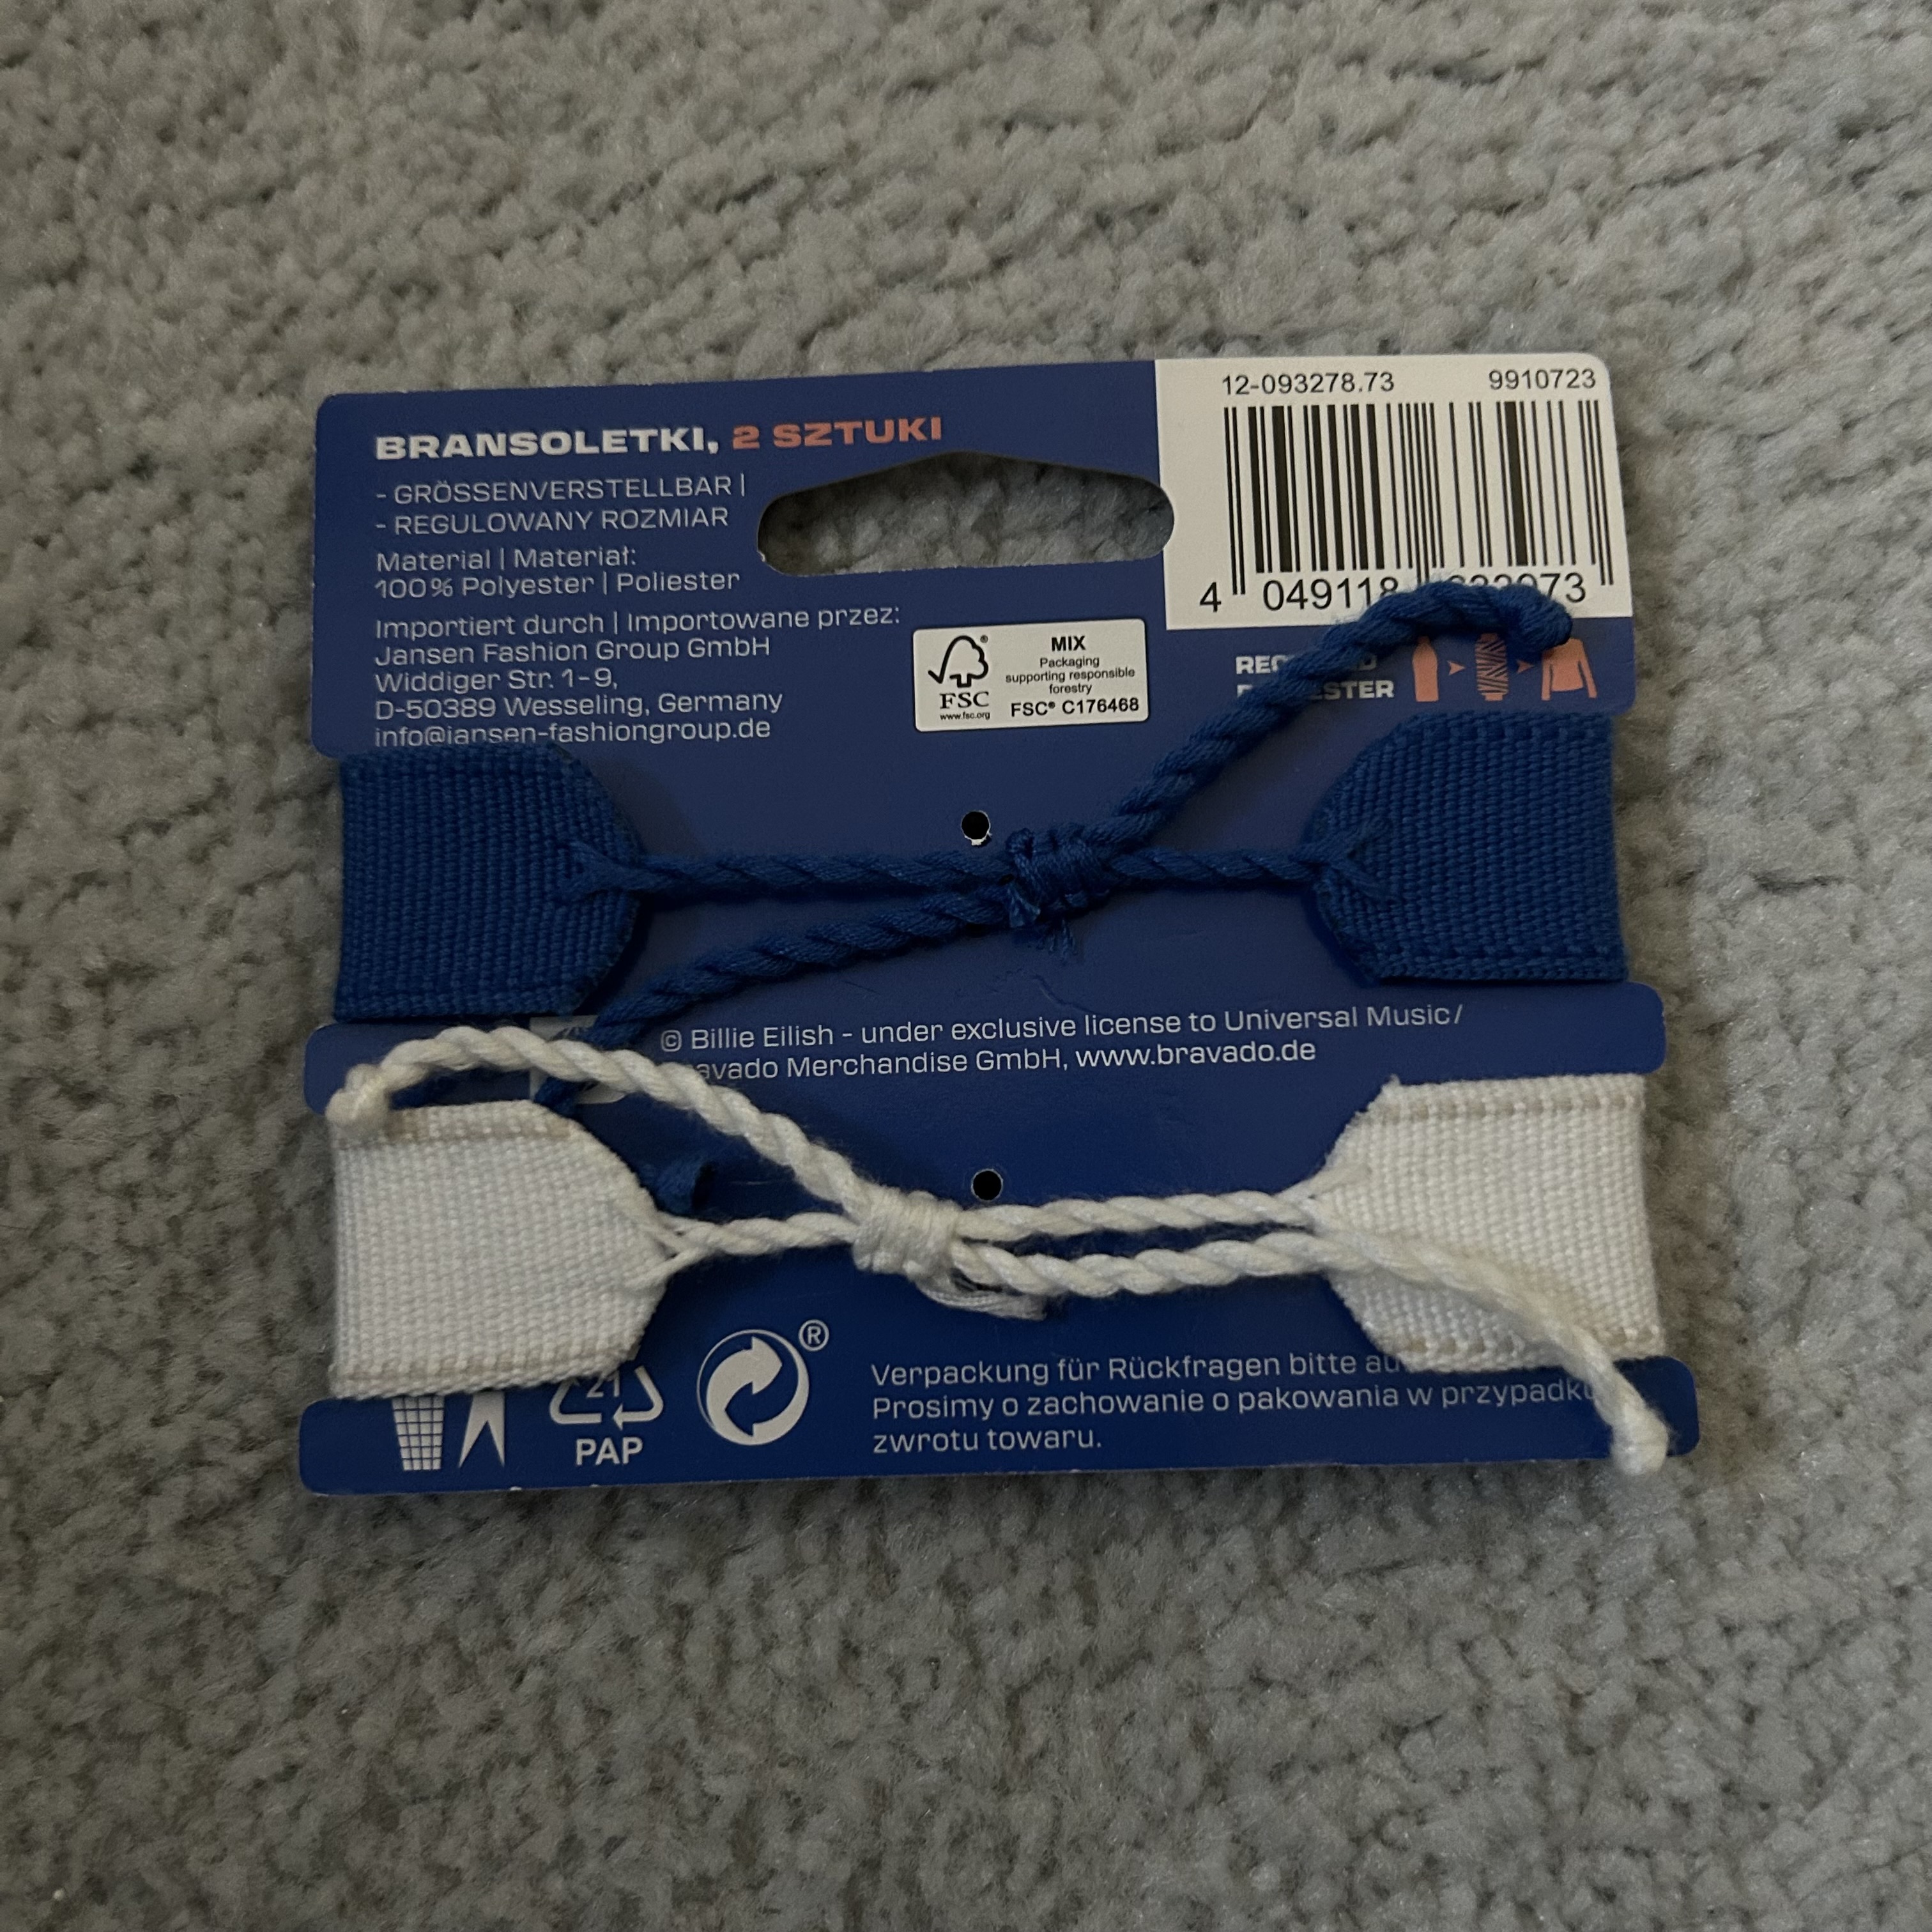 BRANSOLETKI, 2 SZTUKI
- GRÖSSENVERSTELLBAR |
- REGULOWANY ROZMIAR
Material | Materiał:
100% Polyester | Poliester
Importiert durch | Importowane przez:
Jansen Fashion Group GmbH
Widdiger Str. 1-9,
D-50389 Wesseling, Germany
info@jansen-fashiongroup.de
12-093278.73 9910723
4 049118
FSC
www.fsc.org
MIX
Packaging
supporting responsible
forestry
FSC® C176468
© Billie Eilish - under exclusive license to Universal Music/
Merchandise GmbH, www.bravado.de
21
PAP
®
Verpackung für Rückfragen bitte
Prosimy o zachowanie o pakowania w przypadku
zwrotu towaru.